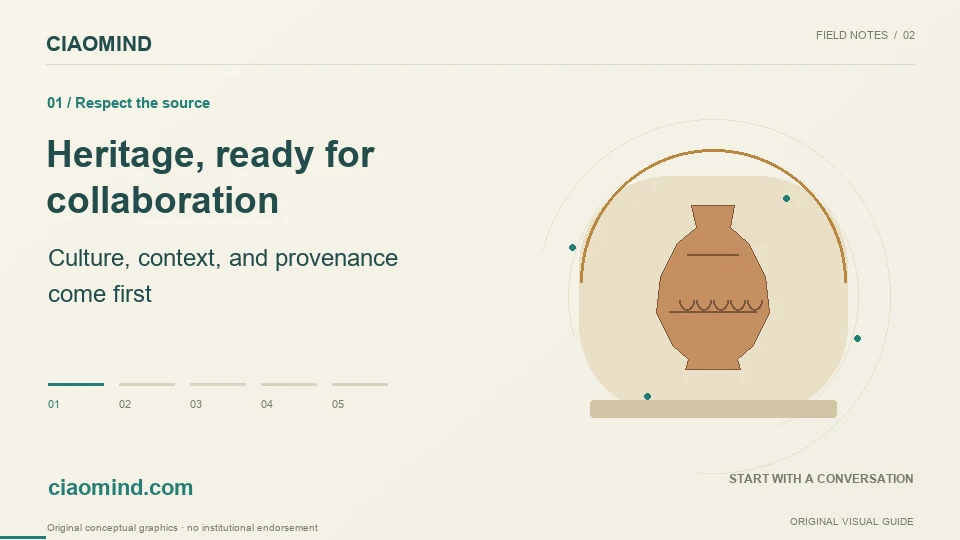 CIAOMIND
FIELD NOTES / 02
01 / Respect the source
Heritage, ready for
collaboration
Culture, context, and provenance
come first
01 02 03 04 05
ciaomind.com
START WITH A CONVERSATION
Original conceptual graphics · no institutional endorsement
ORIGINAL VISUAL GUIDE